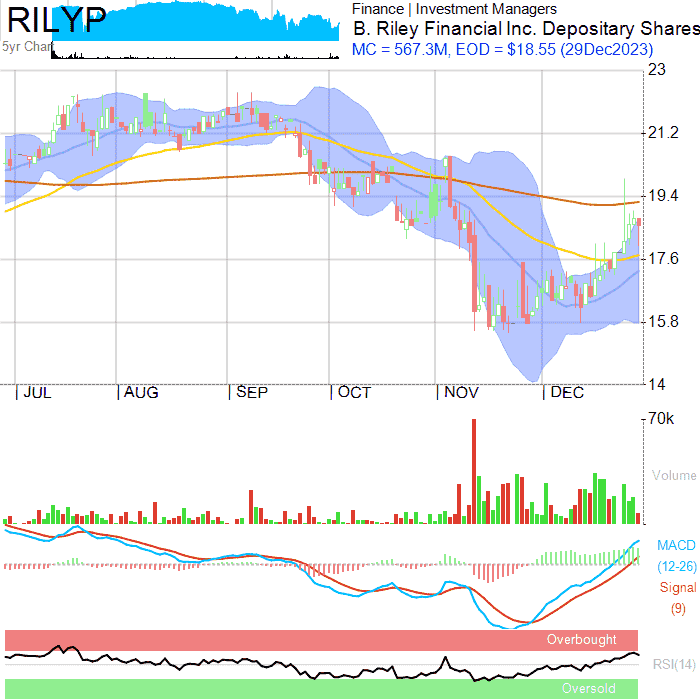 RILYP
Finance | Investment Managers
B. Riley Financial Inc. Depositary Shares
5yr Chart
MC = 567.3M, EOD = $18.55 (29Dec2023)
23
21.2
19.4
17.6
15.8
14
JUL AUG SEP OCT NOV DEC
70k
Volume
MACD
(12-26)
Signal
(9)
Overbought
RSI(14)
Oversold